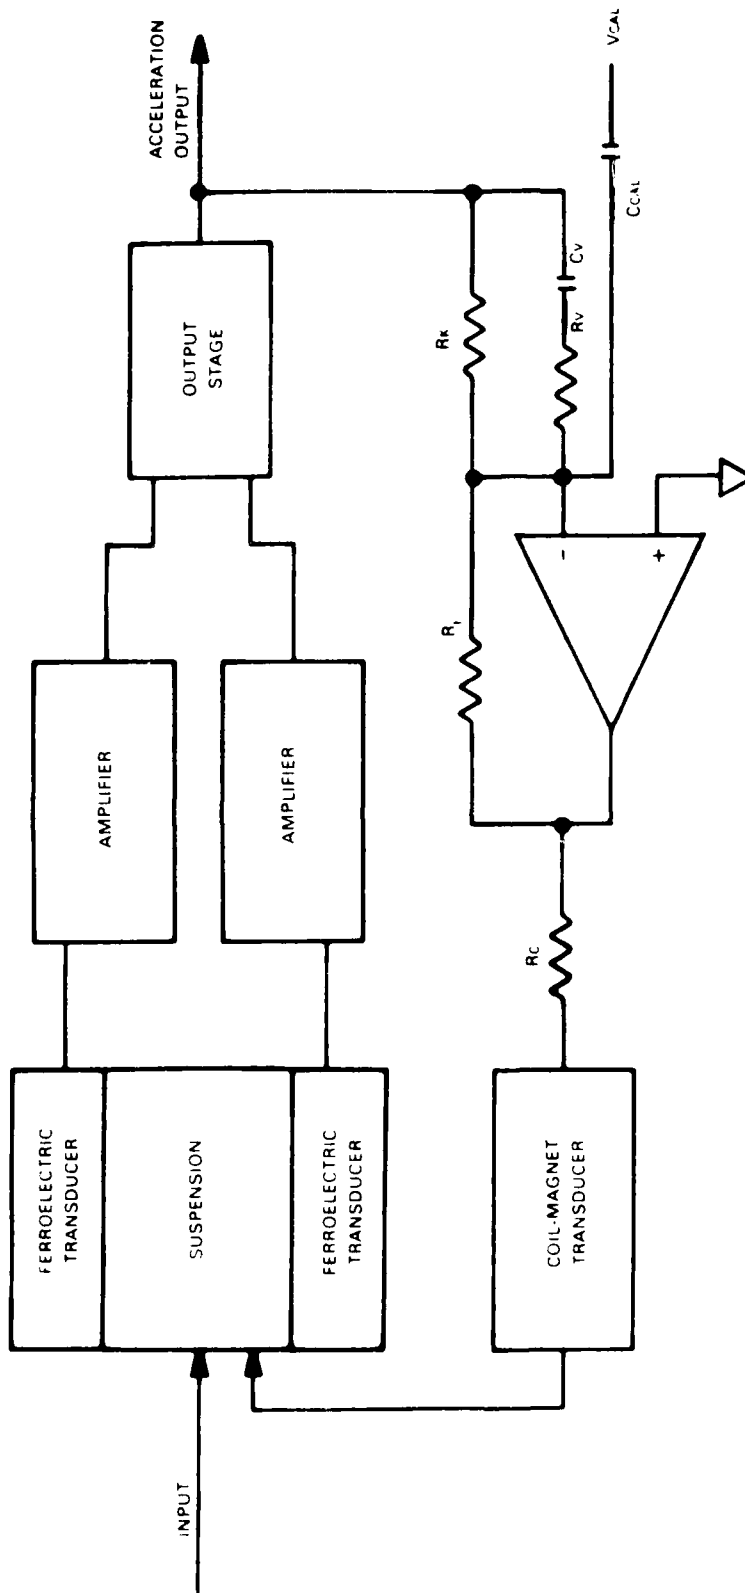 INPUT
FERROELECTRIC
TRANSDUCER
SUSPENSION
FERROELECTRIC
TRANSDUCER
AMPLIFIER
AMPLIFIER
OUTPUT
STAGE
ACCELERATION
OUTPUT
COIL-MAGNET
TRANSDUCER
RC
R1
RK
RV
CV
-
+
CCAL
VCAL